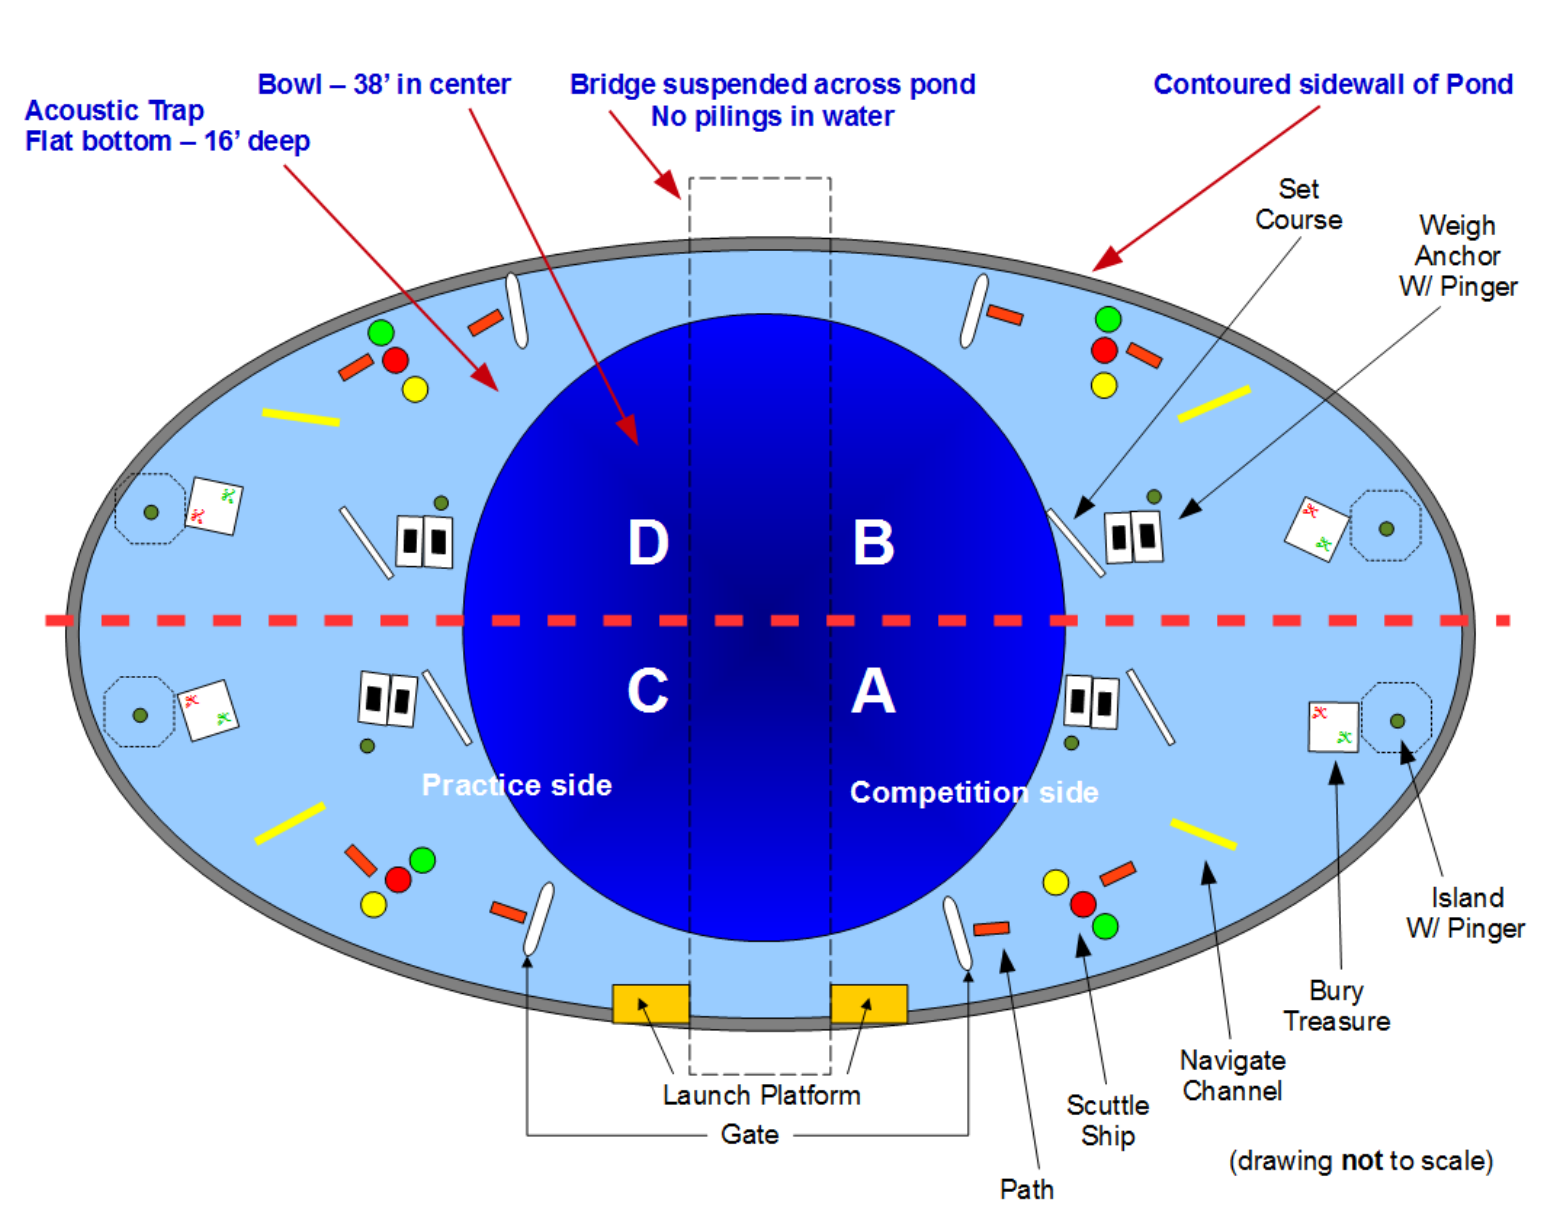 Bowl – 38’ in center
Bridge suspended across pond
No pilings in water
Contoured sidewall of Pond
Acoustic Trap
Flat bottom – 16’ deep
Set
Course
Weigh
Anchor
W/ Pinger
D
B
C
A
Practice side
Competition side
Island
W/ Pinger
Bury
Treasure
Navigate
Channel
Launch Platform
Scuttle
Ship
Gate
(drawing not to scale)
Path